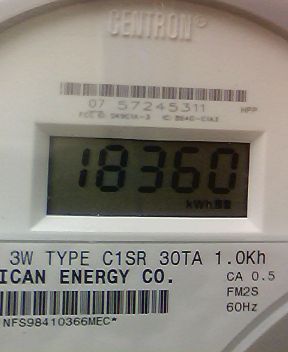 CENTRON®
07 57245311 HPP
18360
kWh
3W TYPE C1SR 30TA 1.0Kh
ICAN ENERGY CO. CA 0.5
FM2S
60Hz
NFS98410366MEC*